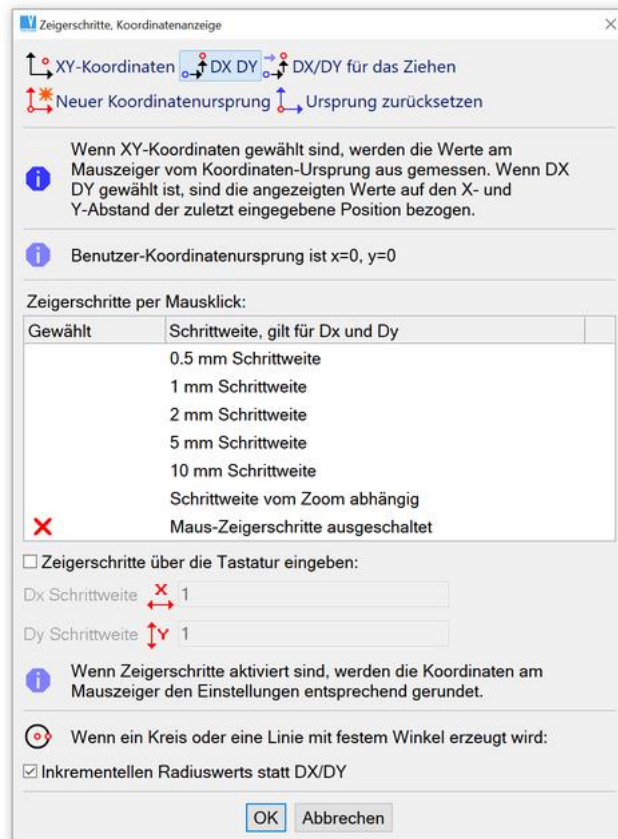 Zeigerschritte, Koordinatenanzeige
XY-Koordinaten DX DY DX/DY für das Ziehen
Neuer Koordinatenursprung Ursprung zurücksetzen
Wenn XY-Koordinaten gewählt sind, werden die Werte am
Mauszeiger vom Koordinaten-Ursprung aus gemessen. Wenn DX
DY gewählt ist, sind die angezeigten Werte auf den X- und
Y-Abstand der zuletzt eingegebene Position bezogen.
Benutzer-Koordinatenursprung ist x=0, y=0
Zeigerschritte per Mausklick:
Gewählt Schrittweite, gilt für Dx und Dy
0.5 mm Schrittweite
1 mm Schrittweite
2 mm Schrittweite
5 mm Schrittweite
10 mm Schrittweite
Schrittweite vom Zoom abhängig
Maus-Zeigerschritte ausgeschaltet
Zeigerschritte über die Tastatur eingeben:
Dx Schrittweite X 1
Dy Schrittweite Y 1
Wenn Zeigerschritte aktiviert sind, werden die Koordinaten am
Mauszeiger den Einstellungen entsprechend gerundet.
Wenn ein Kreis oder eine Linie mit festem Winkel erzeugt wird:
Inkrementellen Radiuswerts statt DX/DY
OK Abbrechen